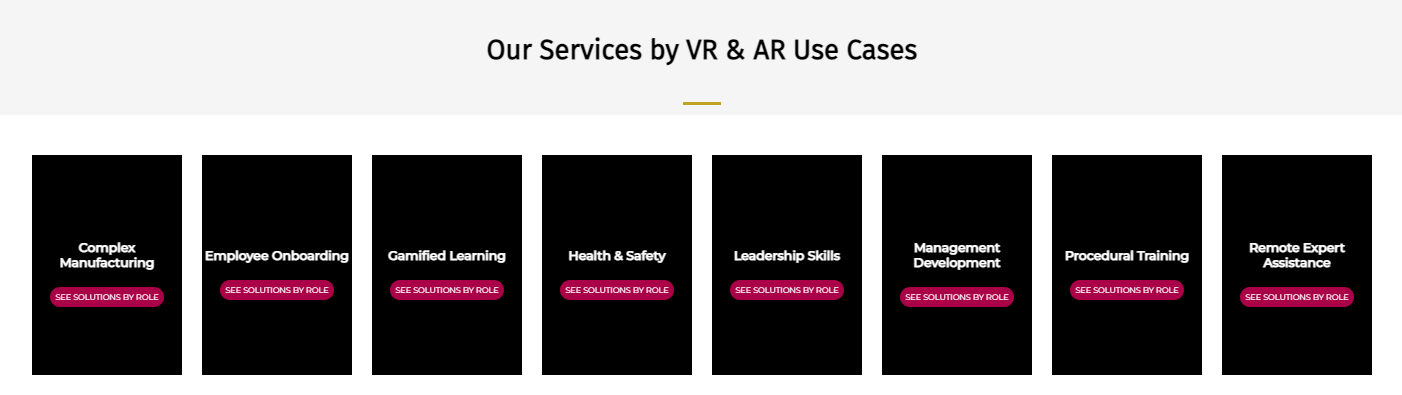 Our Services by VR & AR Use Cases
Complex
Manufacturing
SEE SOLUTIONS BY ROLE
Employee Onboarding
SEE SOLUTIONS BY ROLE
Gamified Learning
SEE SOLUTIONS BY ROLE
Health & Safety
SEE SOLUTIONS BY ROLE
Leadership Skills
SEE SOLUTIONS BY ROLE
Management
Development
SEE SOLUTIONS BY ROLE
Procedural Training
SEE SOLUTIONS BY ROLE
Remote Expert
Assistance
SEE SOLUTIONS BY ROLE